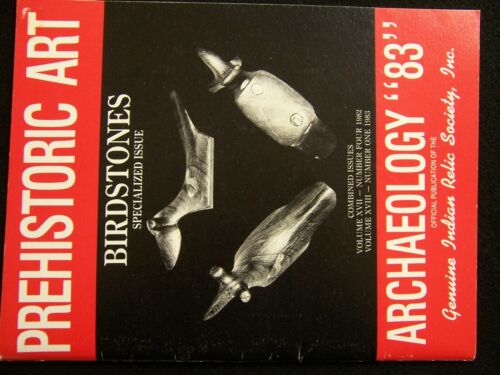 PREHISTORIC ART
BIRDSTONES
SPECIALIZED ISSUE
COMBINED ISSUES
VOLUME XVII — NUMBER FOUR 1982
VOLUME XVIII — NUMBER ONE 1983
ARCHAEOLOGY "83"
OFFICIAL PUBLICATION OF THE
Genuine Indian Relic Society, Inc.